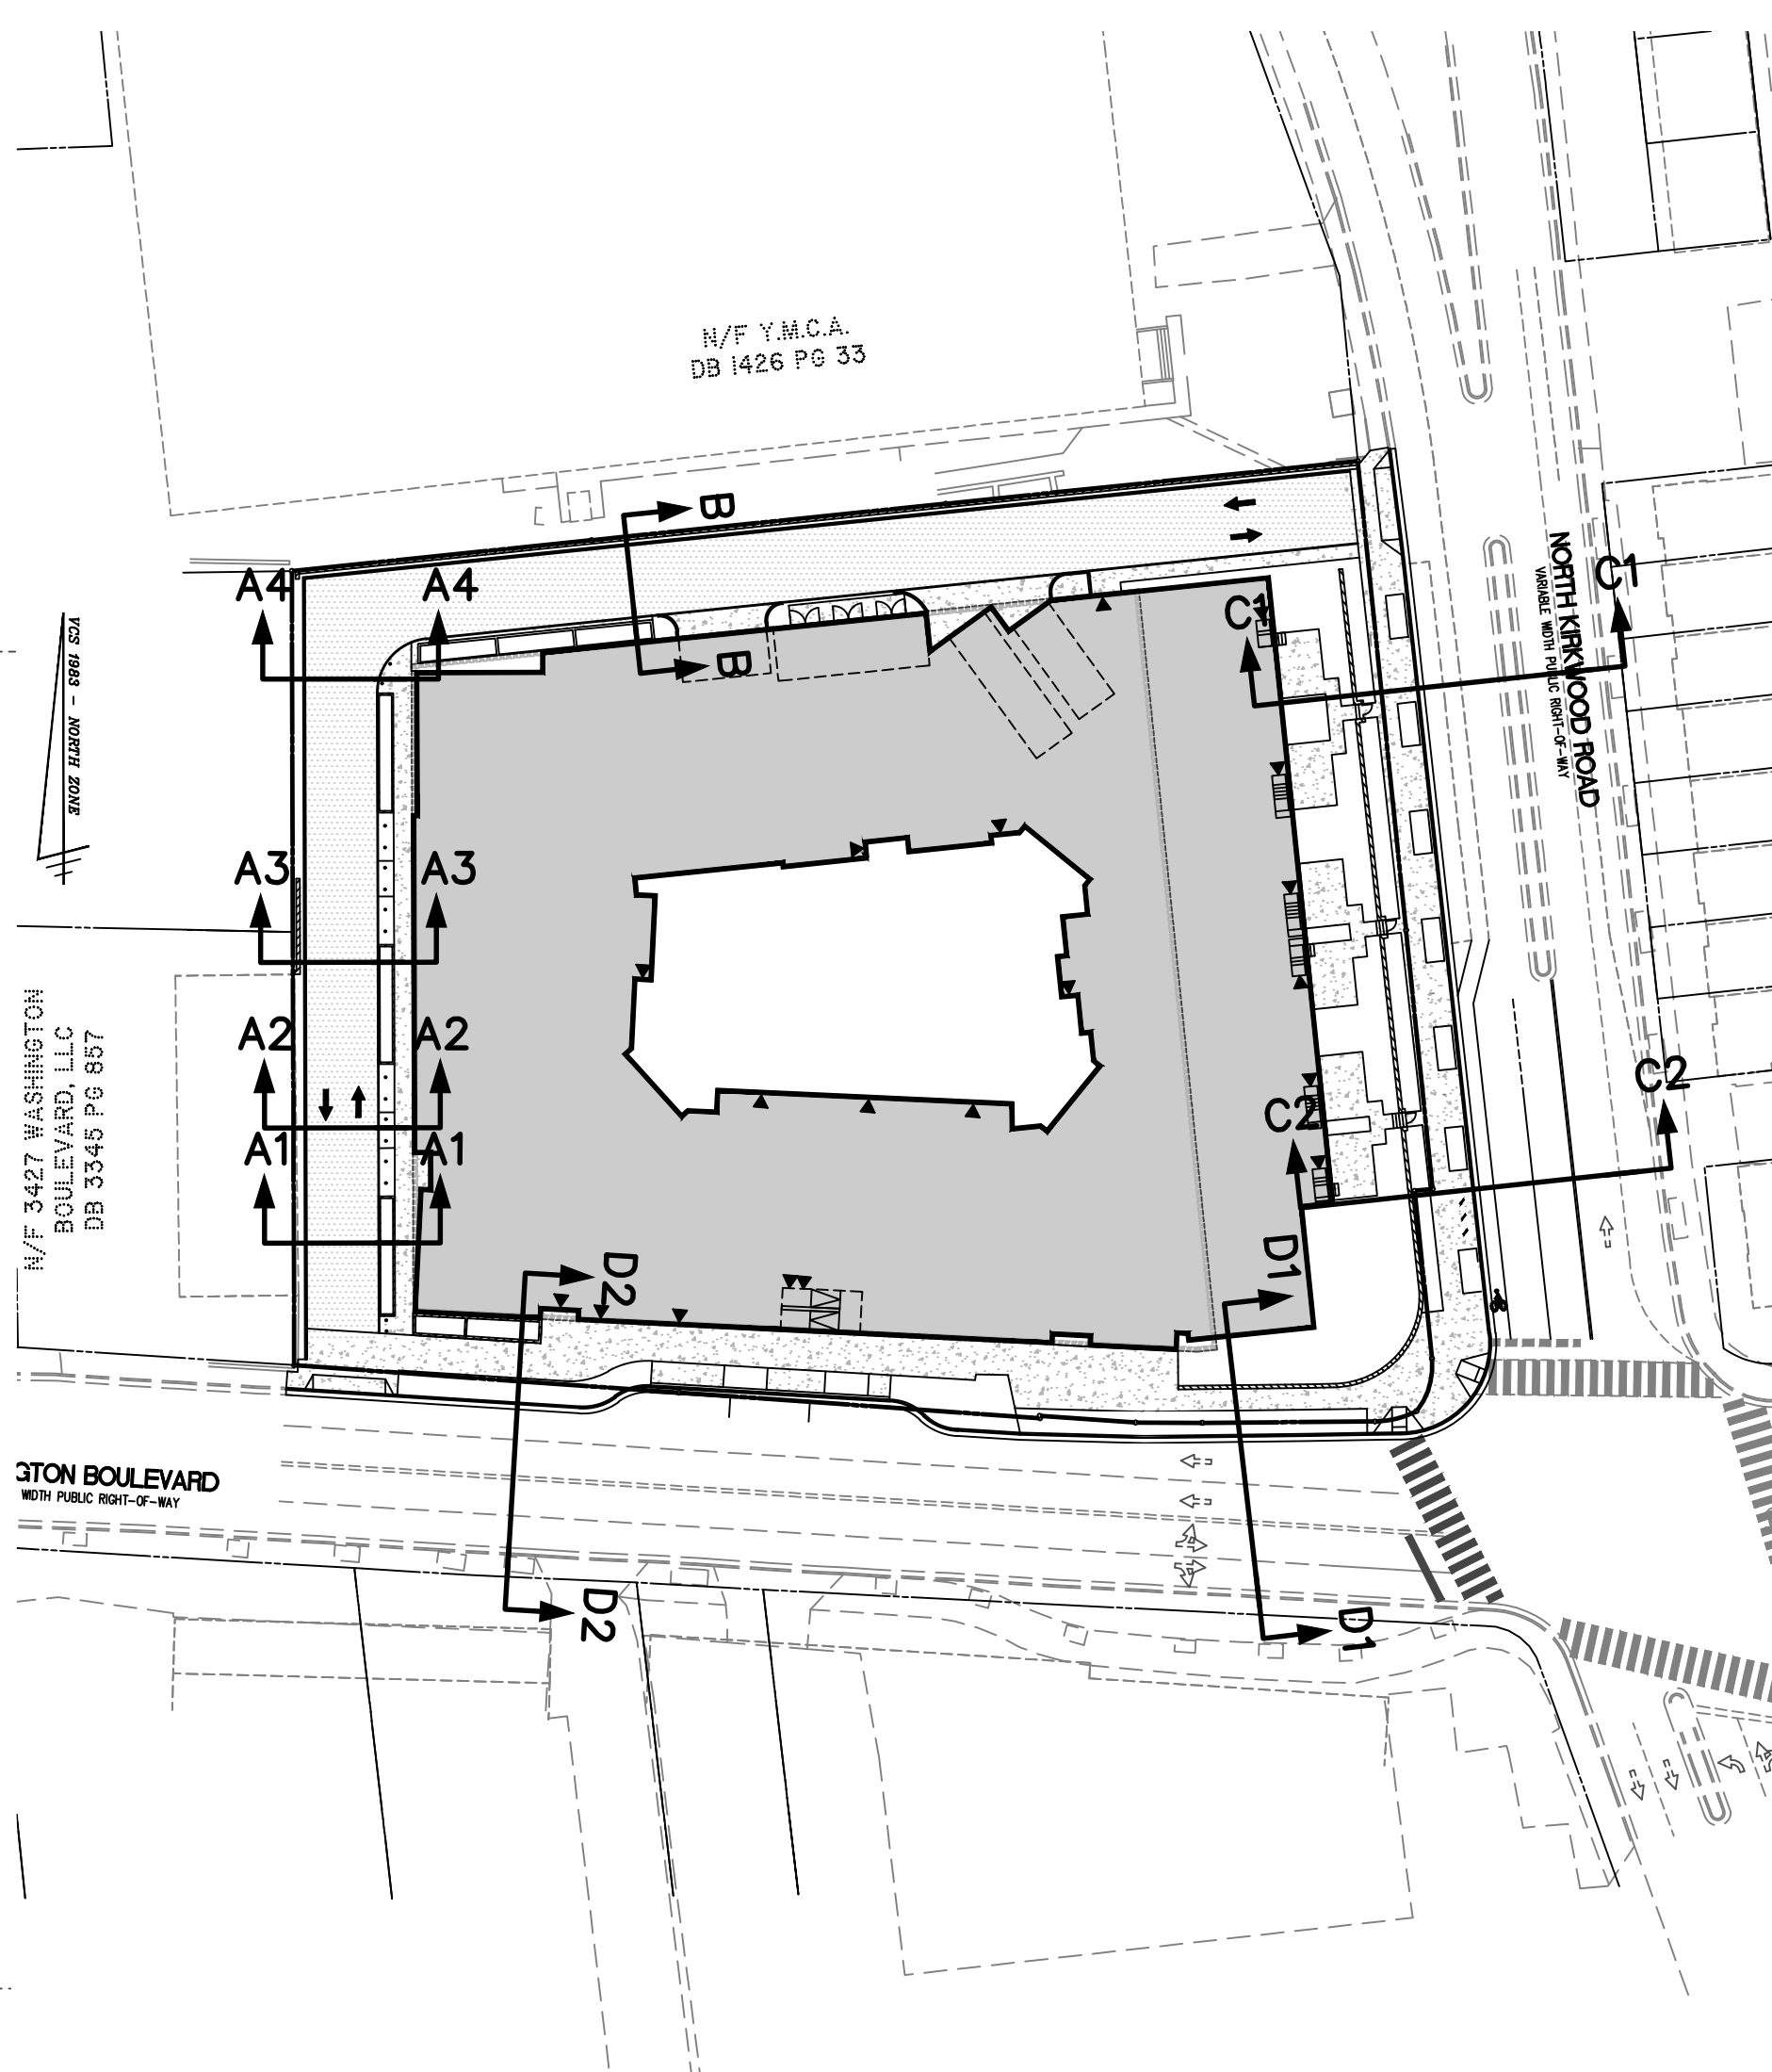 N/F Y.M.C.A.
DB 1426 PG 33
B
B
A4
A4
C1
C1
NORTH KIRKWOOD ROAD
VARIABLE WIDTH PUBLIC RIGHT-OF-WAY
VCS 1983 - NORTH ZONE
A3
A3
N/F 3427 WASHINGTON
BOULEVARD, LLC
DB 3345 PG 857
A2
A2
C2
C2
A1
A1
D1
D2
GTON BOULEVARD
WIDTH PUBLIC RIGHT-OF-WAY
D2
D1